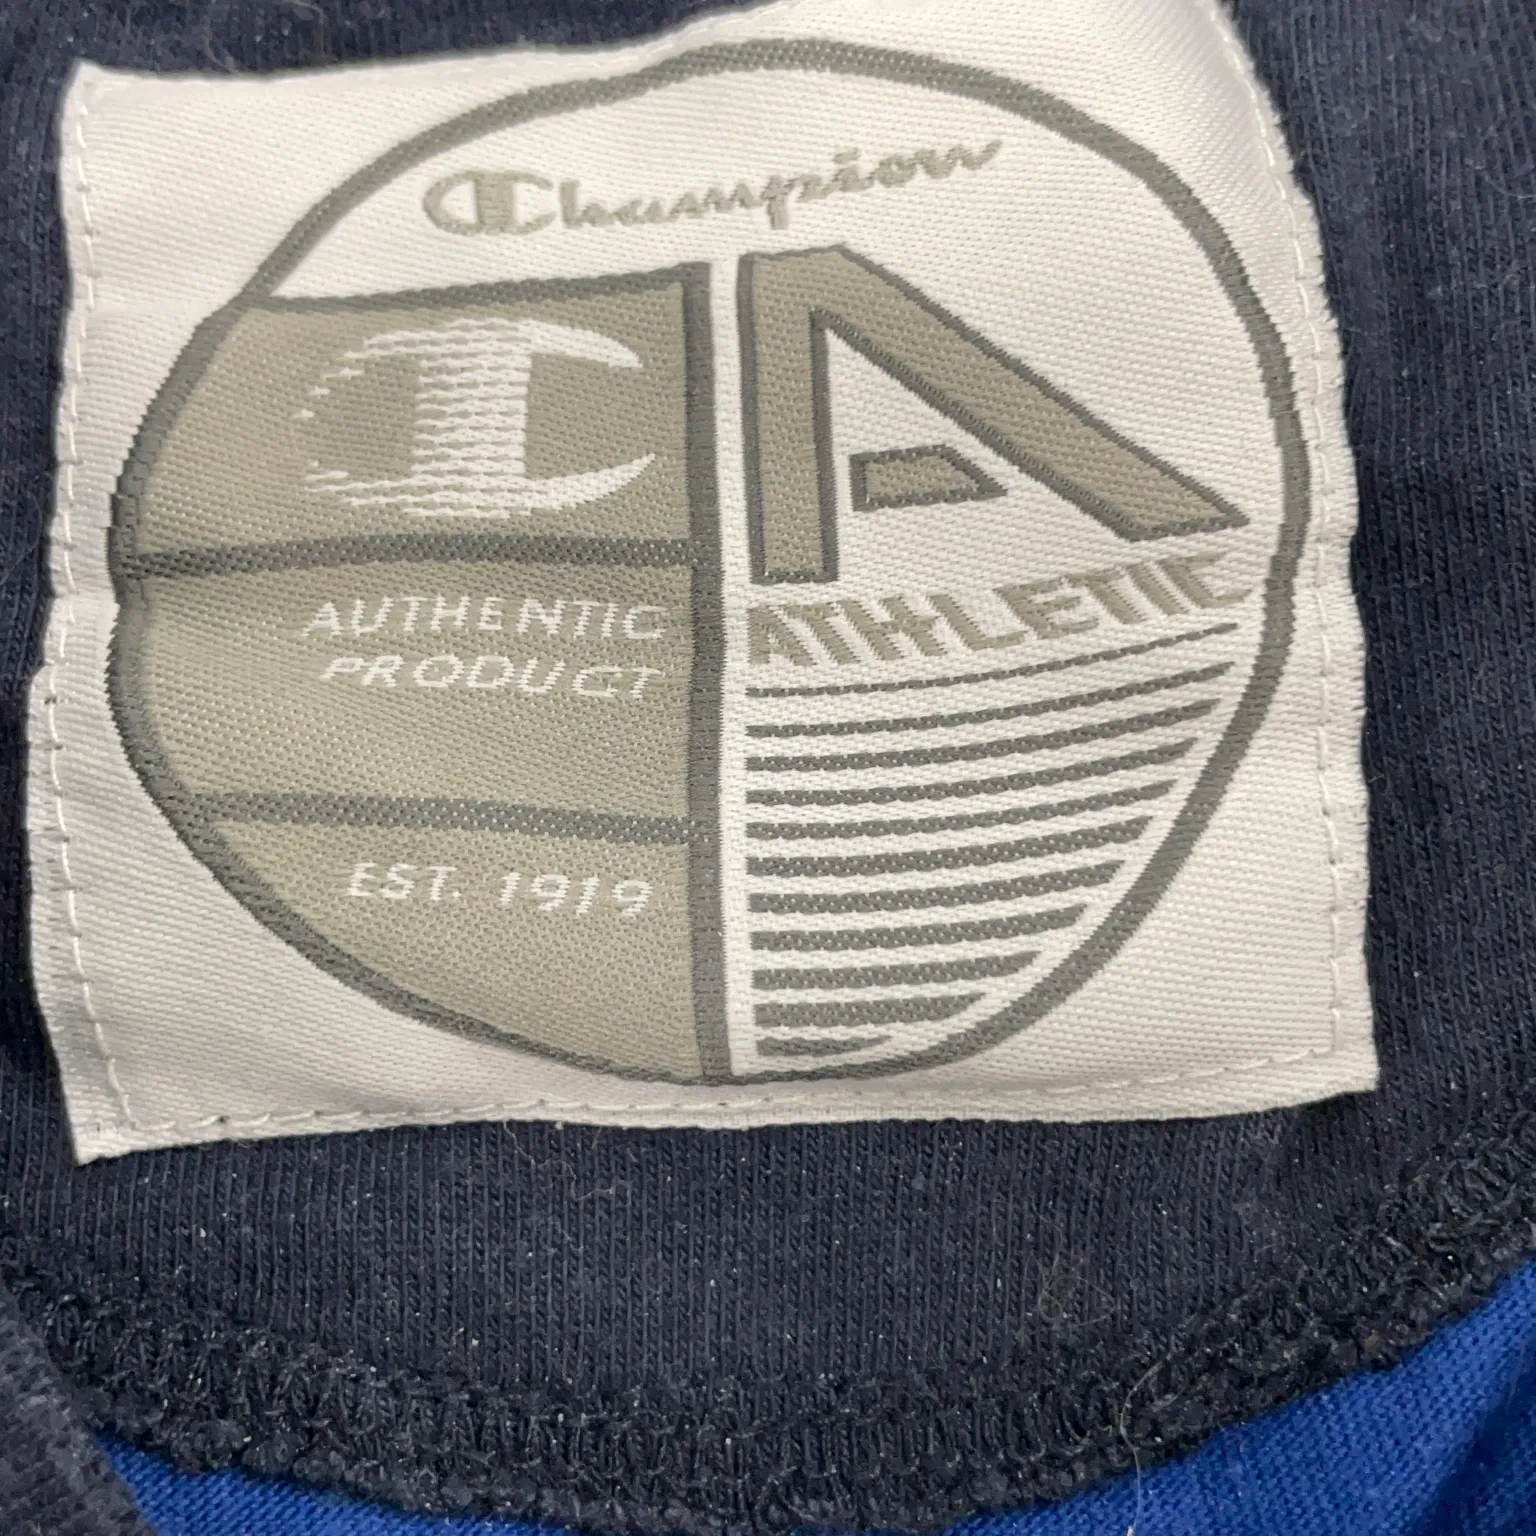 Champion
A
ATHLETIC
AUTHENTIC
PRODUCT
EST. 1919